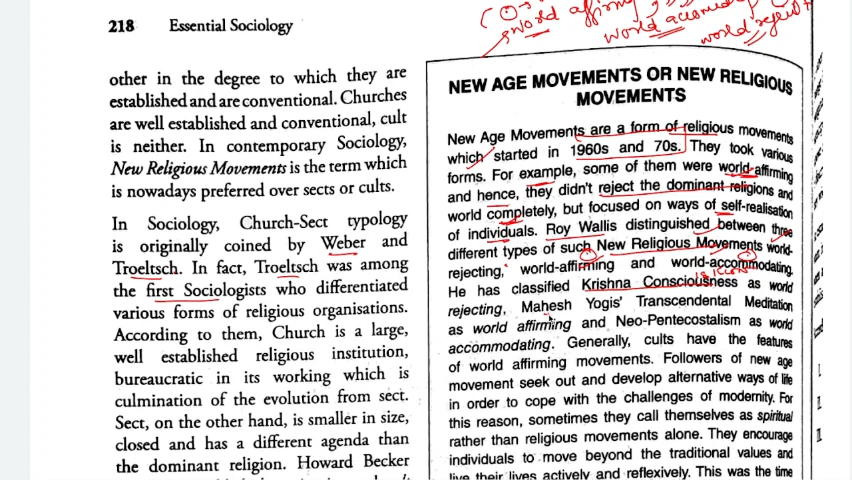 218 Essential Sociology
world affirming
world accomod
world reject
other in the degree to which they are
established and are conventional. Churches
are well established and conventional, cult
is neither. In contemporary Sociology,
New Religious Movements is the term which
is nowadays preferred over sects or cults.
In Sociology, Church-Sect typology
is originally coined by Weber and
Troeltsch. In fact, Troeltsch was among
the first Sociologists who differentiated
various forms of religious organisations.
According to them, Church is a large,
well established religious institution,
bureaucratic in its working which is
culmination of the evolution from sect.
Sect, on the other hand, is smaller in size,
closed and has a different agenda than
the dominant religion. Howard Becker
NEW AGE MOVEMENTS OR NEW RELIGIOUS
MOVEMENTS
New Age Movements are a form of religious movements
which started in 1960s and 70s. They took various
forms. For example, some of them were world-affirming
and hence, they didn't reject the dominant religions and
world completely, but focused on ways of self-realisation
of individuals. Roy Wallis distinguished between three
different types of such New Religious Movements world-
rejecting, world-affirming and world-accommodating.
He has classified Krishna Consciousness as world
rejecting, Mahesh Yogis' Transcendental Meditation
as world affirming and Neo-Pentecostalism as world
accommodating. Generally, cults have the features
of world affirming movements. Followers of new age
movement seek out and develop alternative ways of life
in order to cope with the challenges of modernity. For
this reason, sometimes they call themselves as spiritual
rather than religious movements alone. They encourage
individuals to move beyond the traditional values and
live their lives actively and reflexively. This was the time